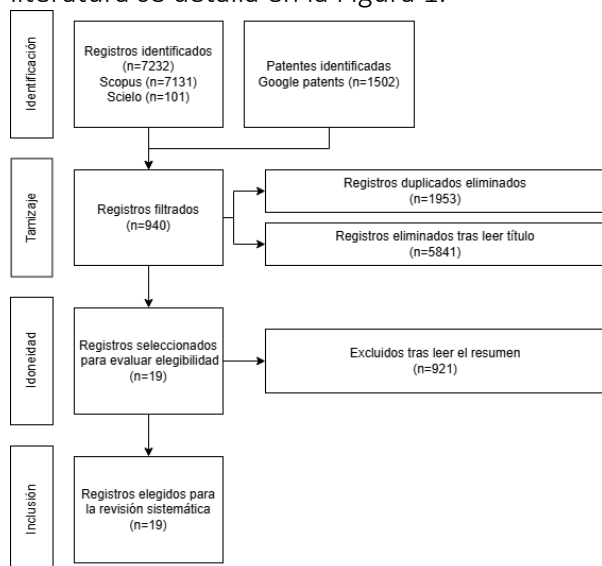 literatura se detalla en la Figura 1.
Identificación
Registros identificados
(n=7232)
Scopus (n=7131)
Scielo (n=101)
Patentes identificadas
Google patents (n=1502)
Tamizaje
Registros filtrados
(n=940)
Registros duplicados eliminados
(n=1953)
Registros eliminados tras leer título
(n=5841)
Idoneidad
Registros seleccionados
para evaluar elegibilidad
(n=19)
Excluidos tras leer el resumen
(n=921)
Inclusión
Registros elegidos para
la revisión sistemática
(n=19)